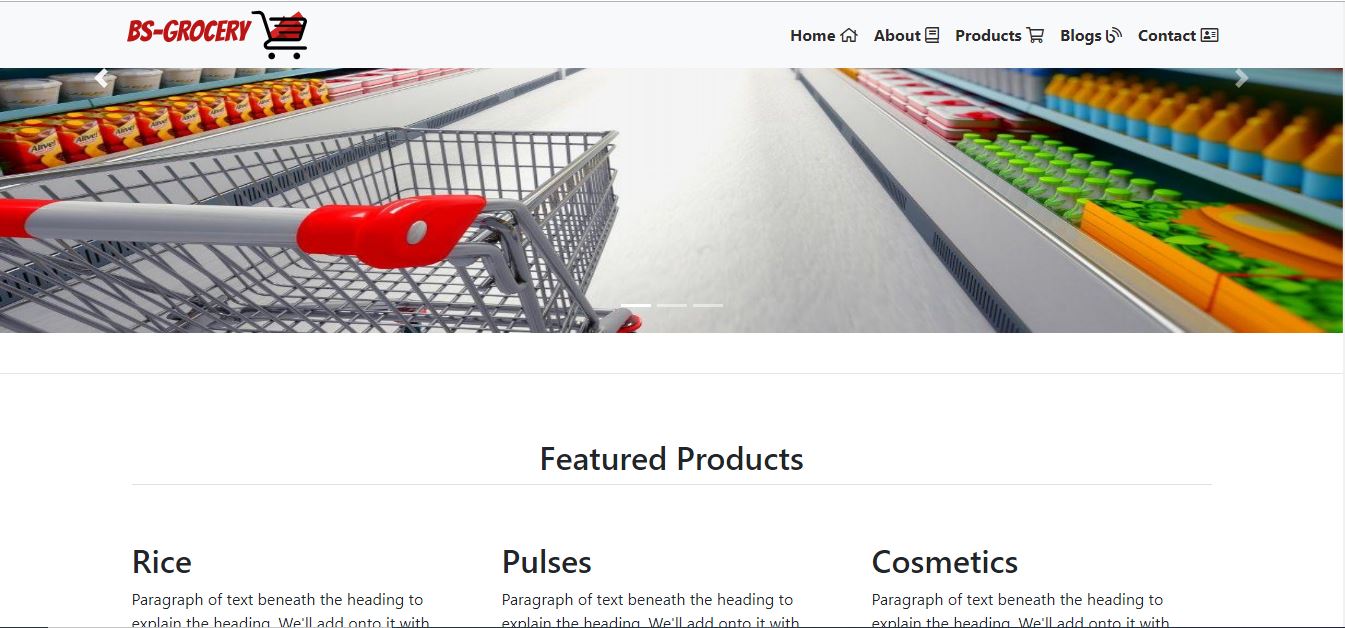 BS-GROCERY
Home About Products Blogs Contact
Alive!
Alive!
Alive!
Featured Products
Rice Pulses Cosmetics
Paragraph of text beneath the heading to Paragraph of text beneath the heading to Paragraph of text beneath the heading to
explain the heading. We'll add onto it with explain the heading. We'll add onto it with explain the heading. We'll add onto it with